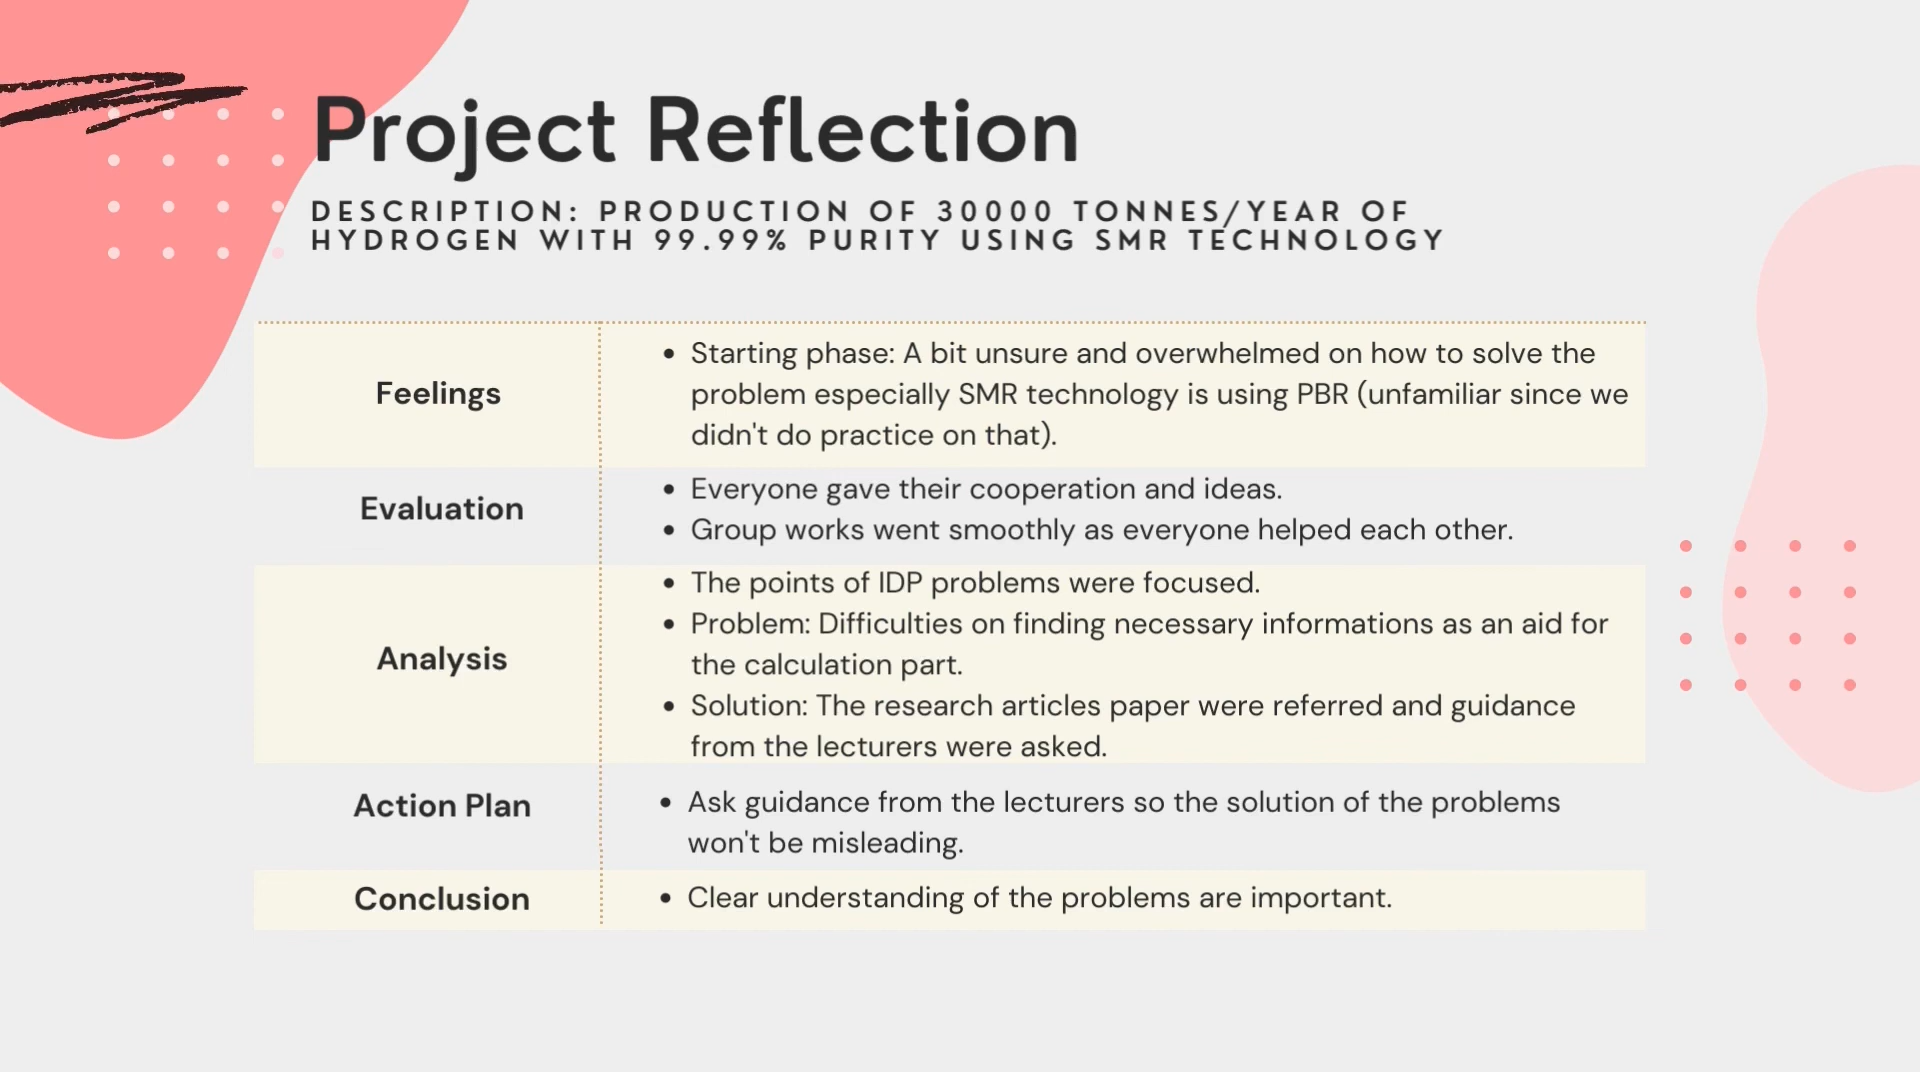 Project Reflection
DESCRIPTION: PRODUCTION OF 30000 TONNES/YEAR OF
HYDROGEN WITH 99.99% PURITY USING SMR TECHNOLOGY
Feelings
• Starting phase: A bit unsure and overwhelmed on how to solve the
problem especially SMR technology is using PBR (unfamiliar since we
didn't do practice on that).
Evaluation
• Everyone gave their cooperation and ideas.
• Group works went smoothly as everyone helped each other.
Analysis
• The points of IDP problems were focused.
• Problem: Difficulties on finding necessary informations as an aid for
the calculation part.
• Solution: The research articles paper were referred and guidance
from the lecturers were asked.
Action Plan
• Ask guidance from the lecturers so the solution of the problems
won't be misleading.
Conclusion
• Clear understanding of the problems are important.